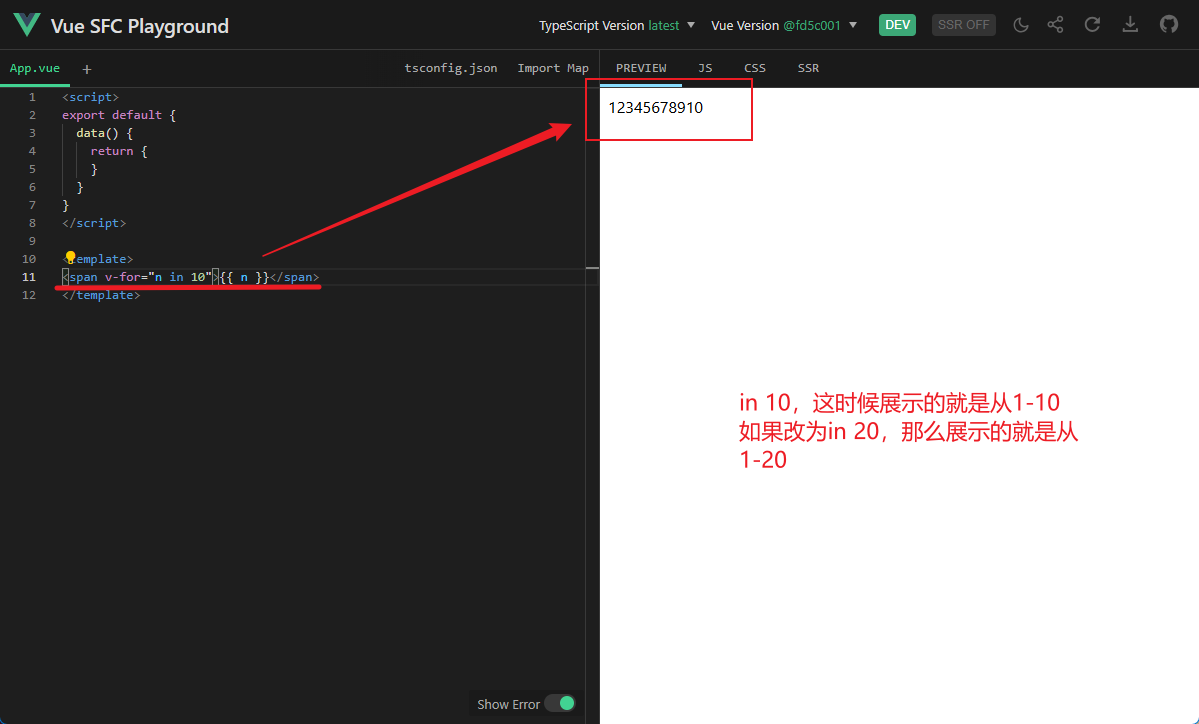 Vue SFC Playground
TypeScript Version latest
Vue Version @fd5c001
DEV
SSR OFF
App.vue
+
tsconfig.json
Import Map
PREVIEW
JS
CSS
SSR
1 <script>
2 export default {
3 data() {
4 return {
5 }
6 }
7 }
8 </script>
9
10 <template>
11 <span v-for="n in 10">{{ n }}</span>
12 </template>
12345678910
in 10，这时候展示的就是从1-10
如果改为in 20，那么展示的就是从
1-20
Show Error